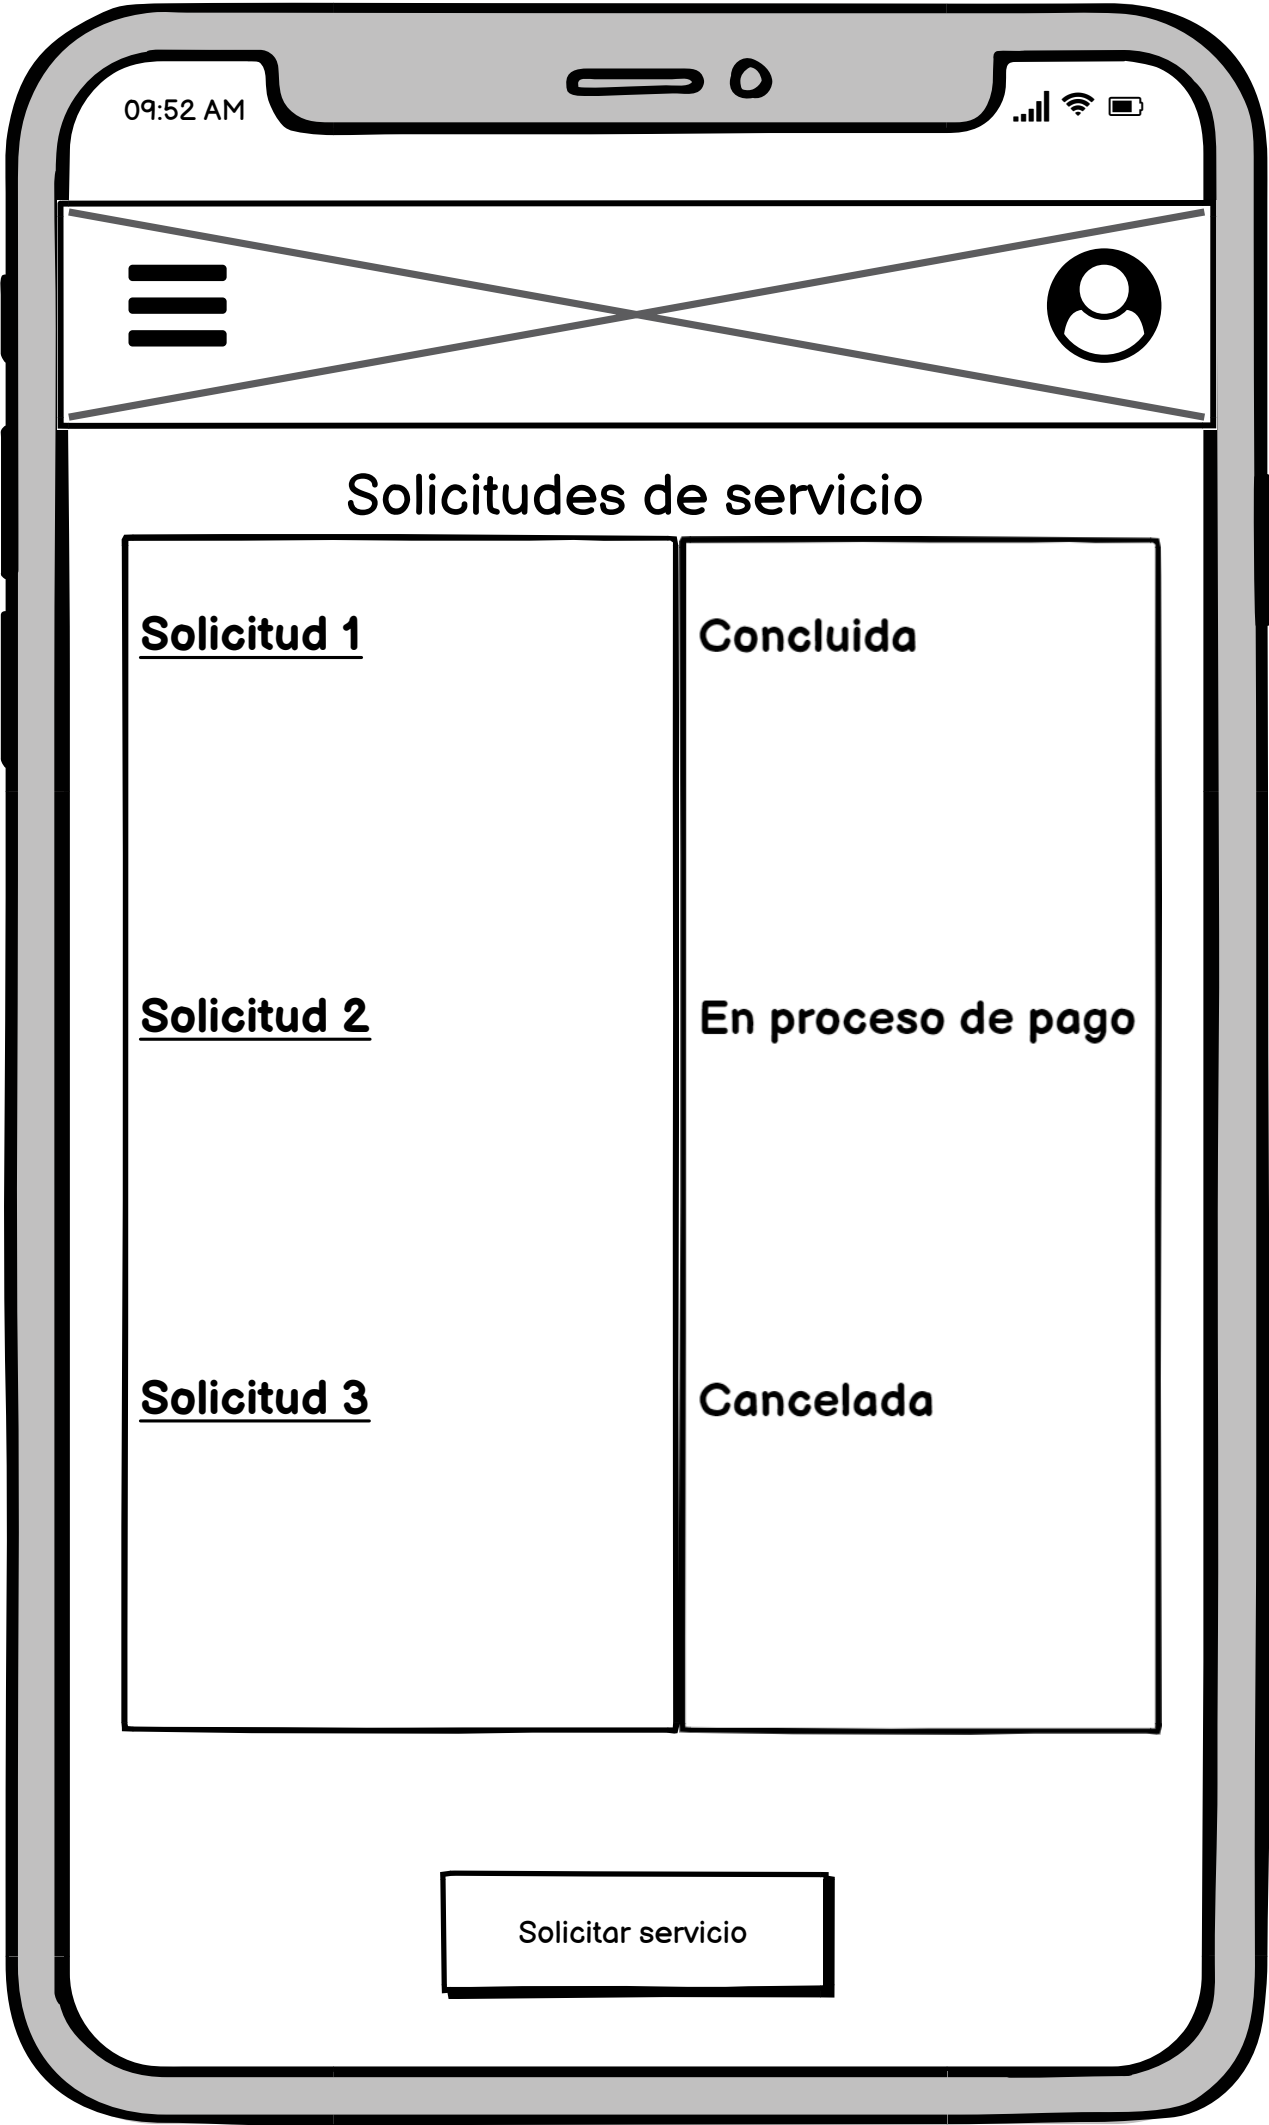 09:52 AM
Solicitudes de servicio
Solicitud 1
Concluida
Solicitud 2
En proceso de pago
Solicitud 3
Cancelada
Solicitar servicio